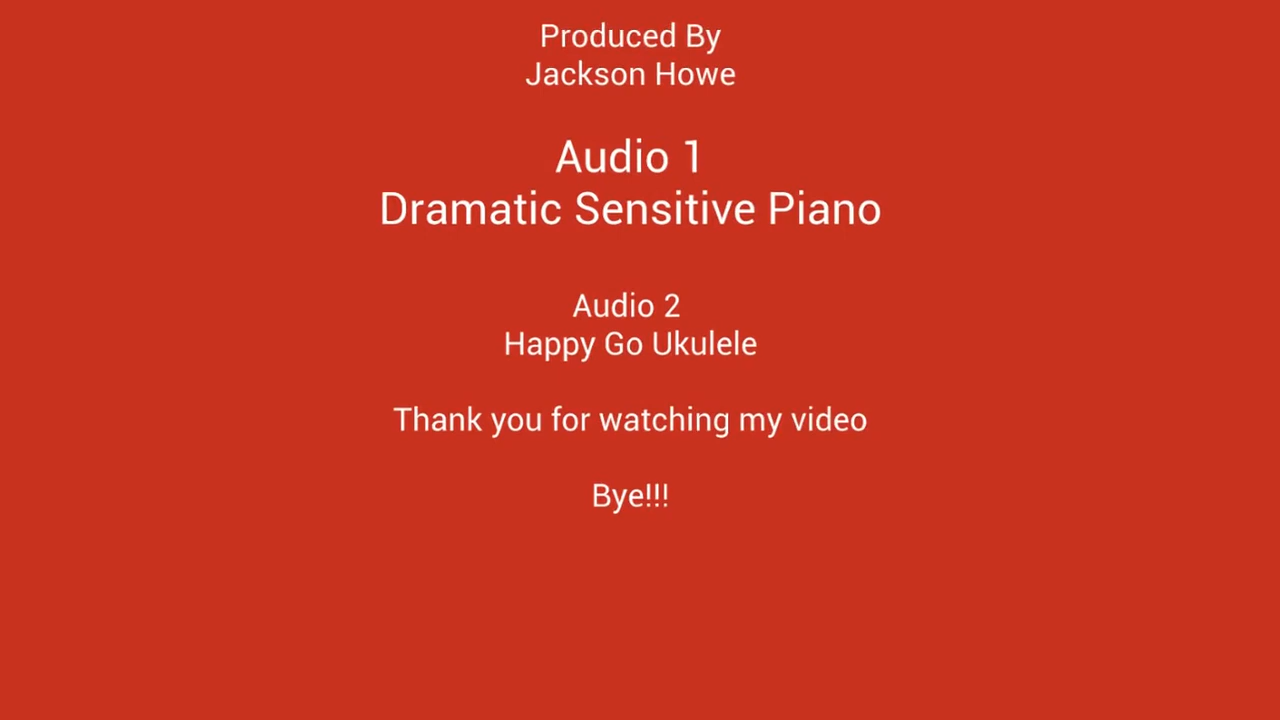 Produced By
Jackson Howe
Audio 1
Dramatic Sensitive Piano
Audio 2
Happy Go Ukulele
Thank you for watching my video
Bye!!!